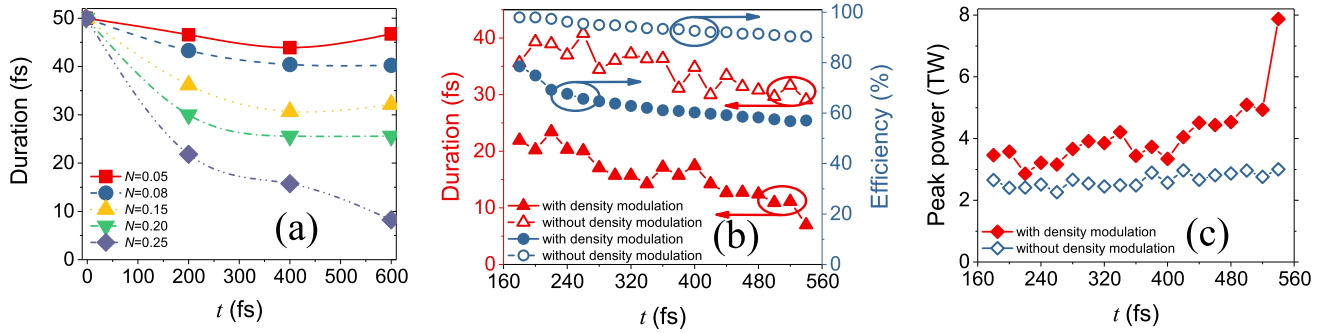 Duration (fs)
50
40
30
20
10
0
N=0.05
N=0.08
N=0.15
N=0.20
N=0.25
(a)
0 100 200 300 400 500 600
t (fs)
Duration (fs)
40
30
20
10
0
100
80
60
40
20
0
Efficiency (%)
with density modulation
without density modulation
with density modulation
without density modulation
(b)
160 240 320 400 480 560
t (fs)
Peak power (TW)
8
6
4
2
0
with density modulation
without density modulation
(c)
160 240 320 400 480 560
t (fs)